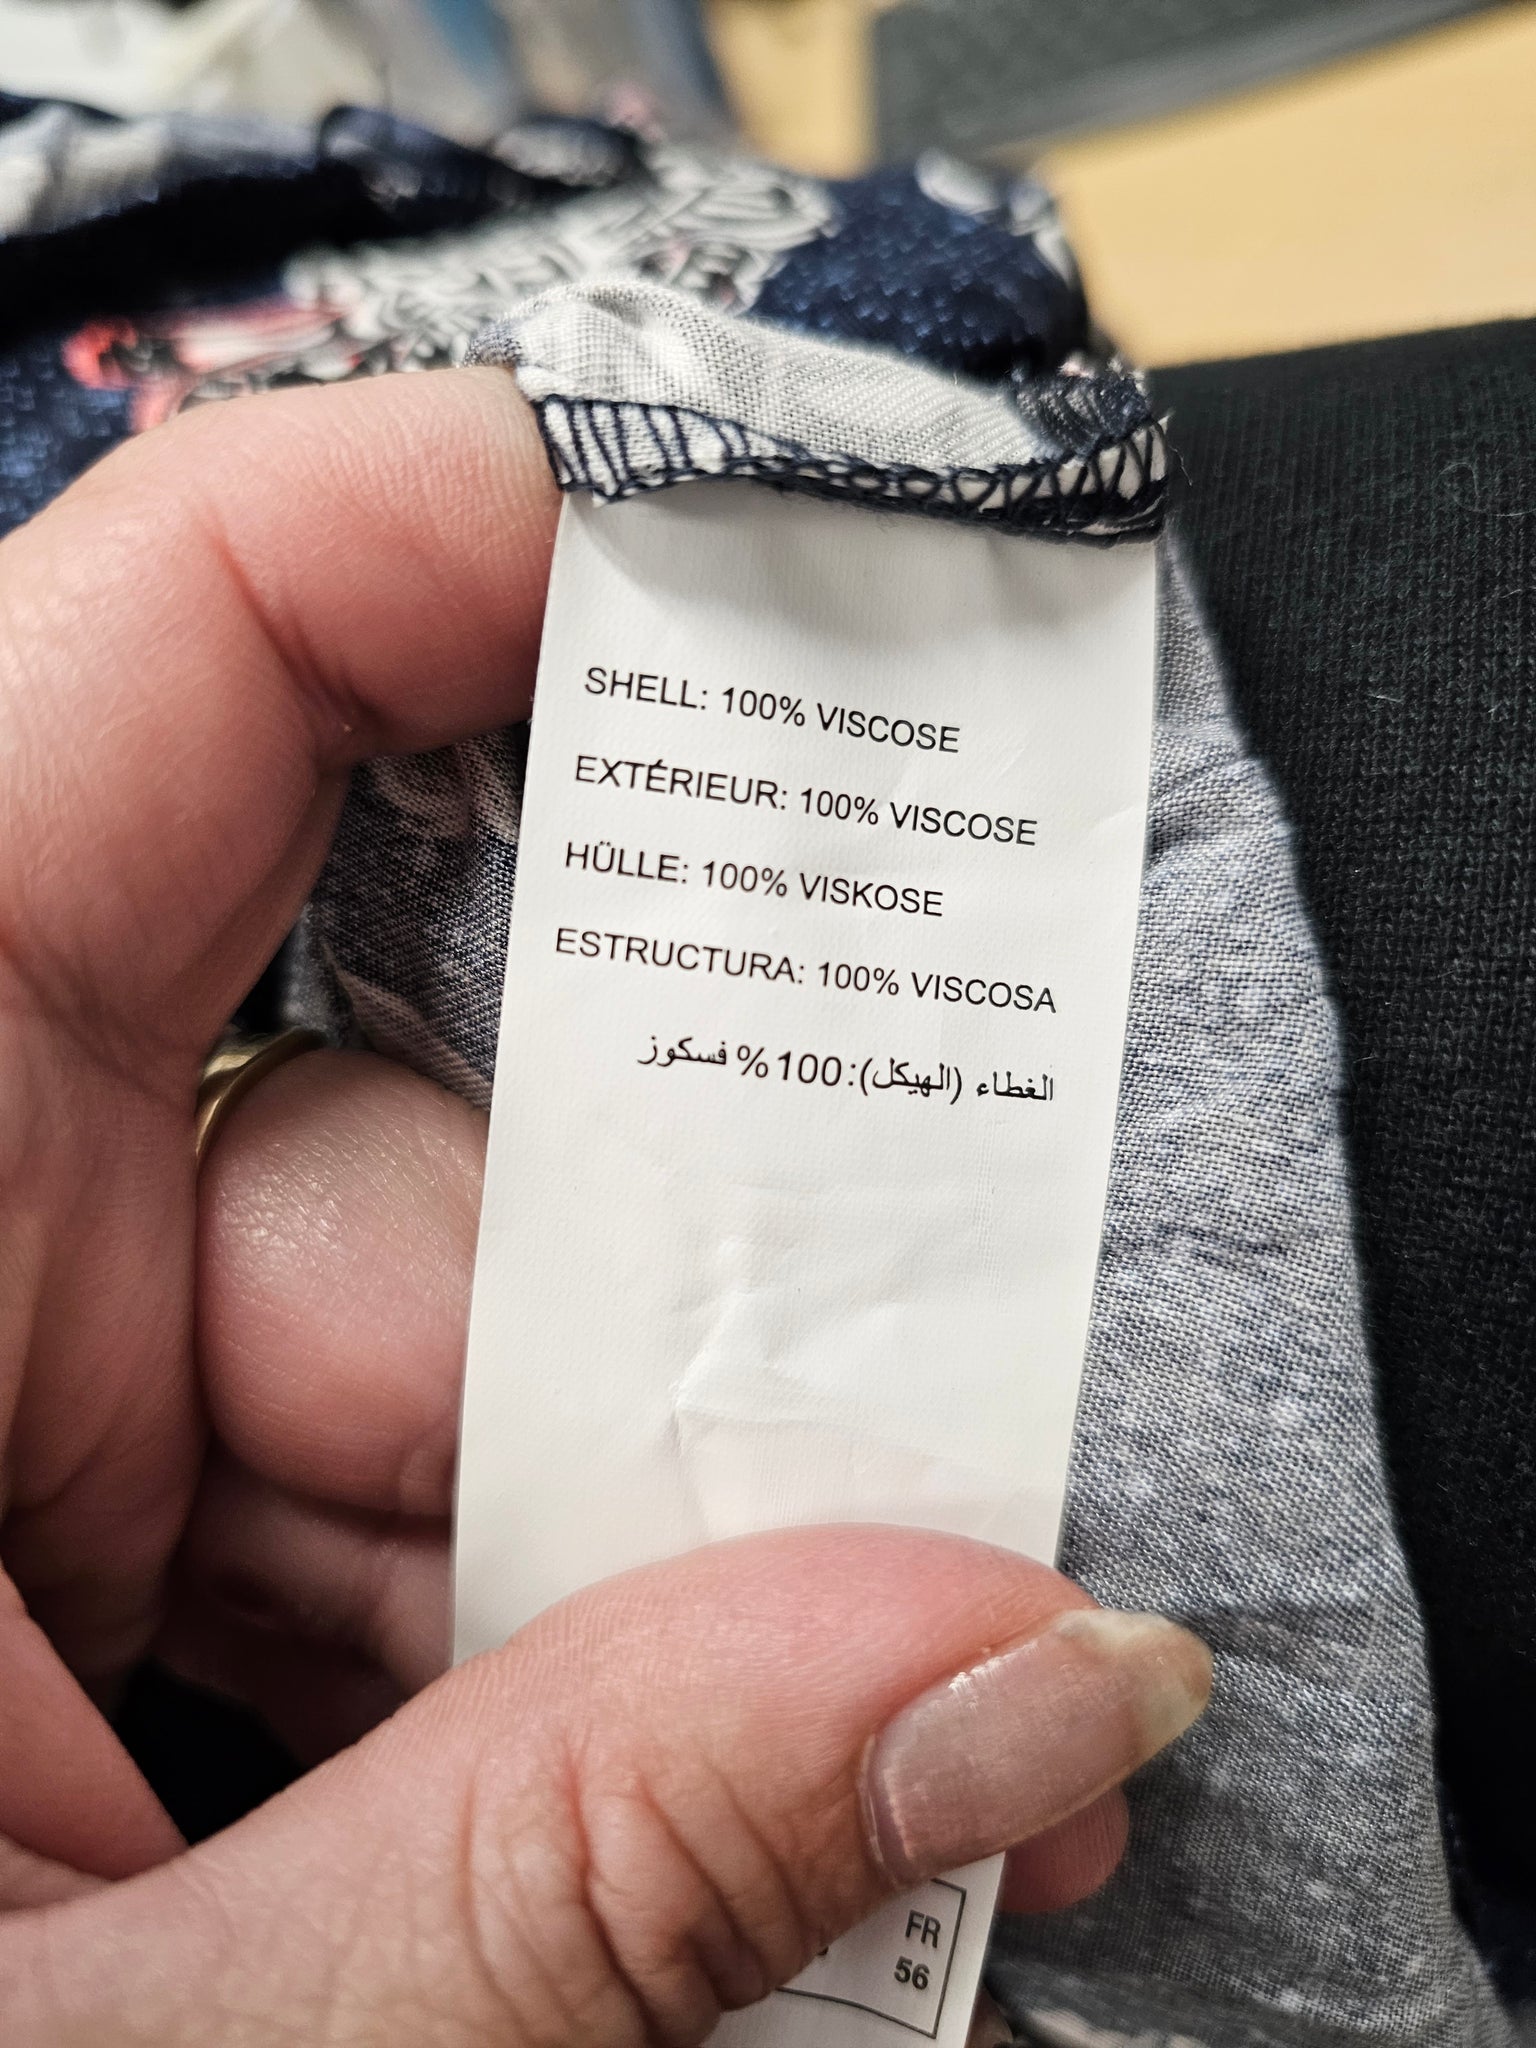 SHELL: 100% VISCOSE
EXTÉRIEUR: 100% VISCOSE
HÜLLE: 100% VISKOSE
ESTRUCTURA: 100% VISCOSA
الغطاء (الهيكل):100% فسكوز
FR
56